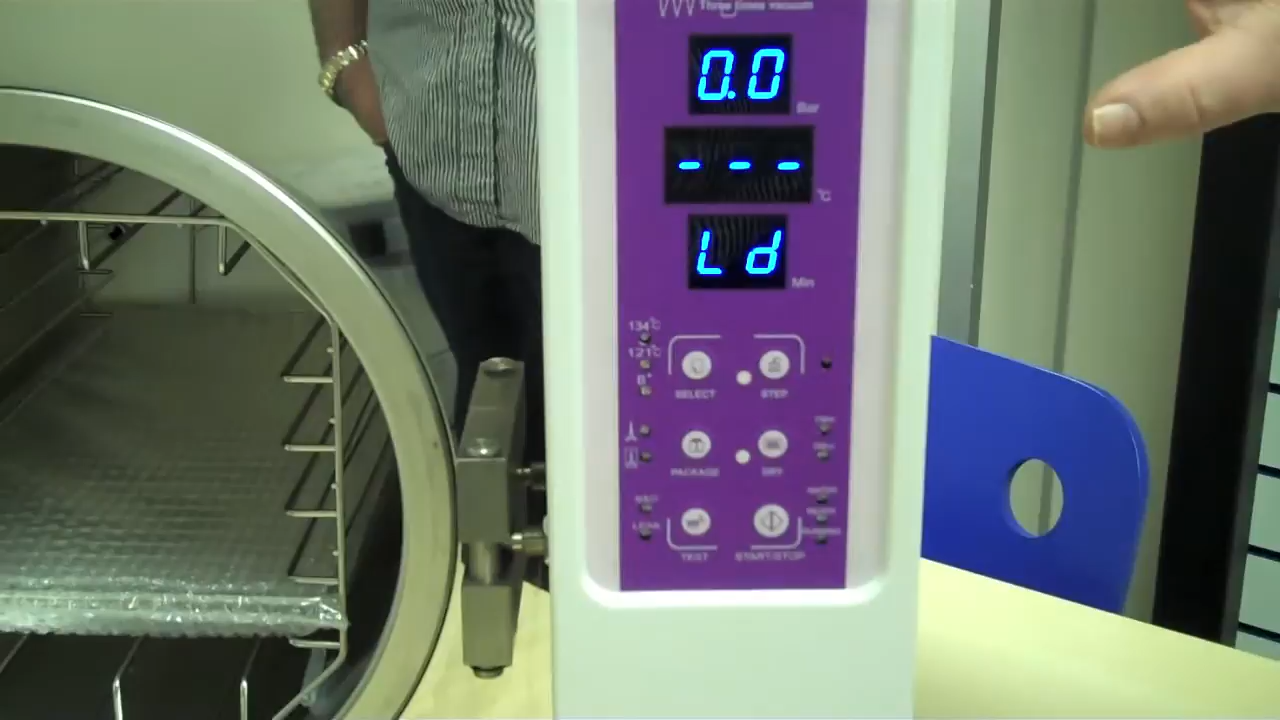 Three times vacuum
0.0
Bar
- - -
°C
Ld
Min
134°C
121°C
B+
SELECT
STEP
PACKAGE
DRY
TEST
START/STOP